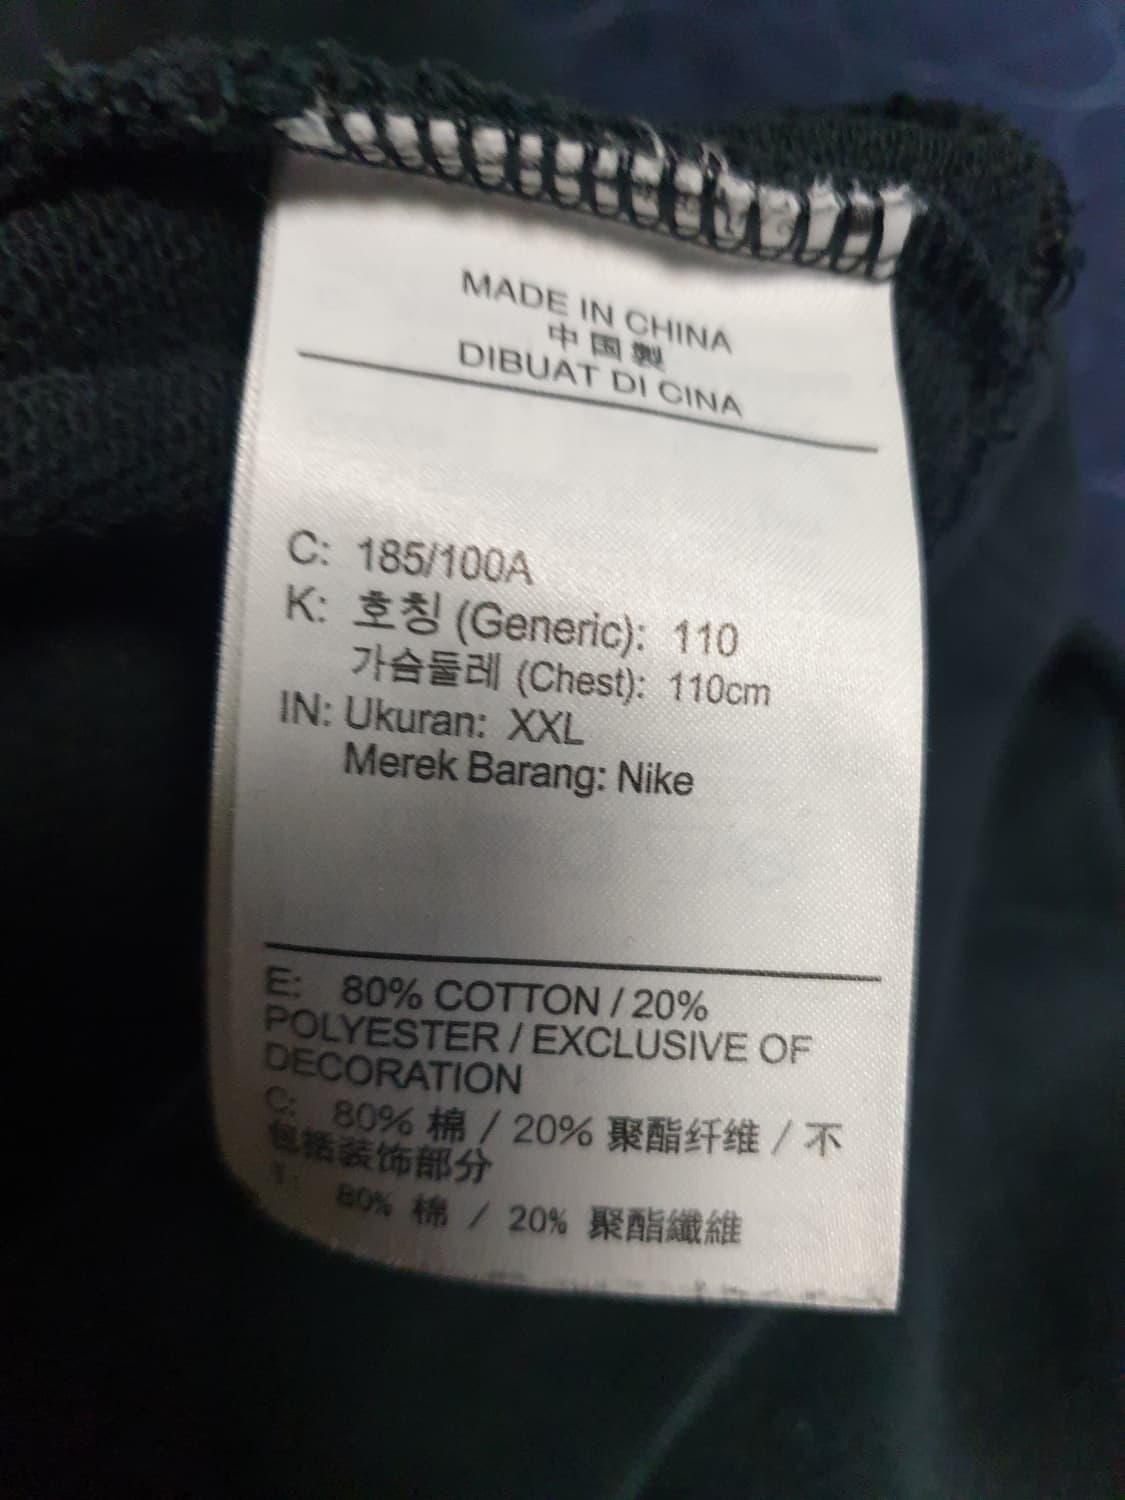 MADE IN CHINA
中国製
DIBUAT DI CINA
C: 185/100A
K: 호칭 (Generic): 110
가슴둘레 (Chest): 110cm
IN: Ukuran: XXL
Merek Barang: Nike
E: 80% COTTON / 20%
POLYESTER / EXCLUSIVE OF
DECORATION
C: 80% 棉 / 20% 聚酯纤维 / 不
包括装饰部分
T: 80% 棉 / 20% 聚酯纖維